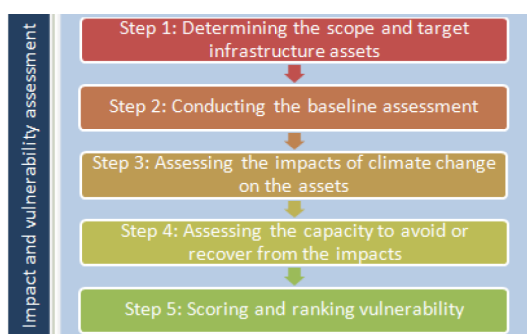 Impact and vulnerability assessment
Step 1: Determining the scope and target
infrastructure assets
Step 2: Conducting the baseline assessment
Step 3: Assessing the impacts of climate change
on the assets
Step 4: Assessing the capacity to avoid or
recover from the impacts
Step 5: Scoring and ranking vulnerability